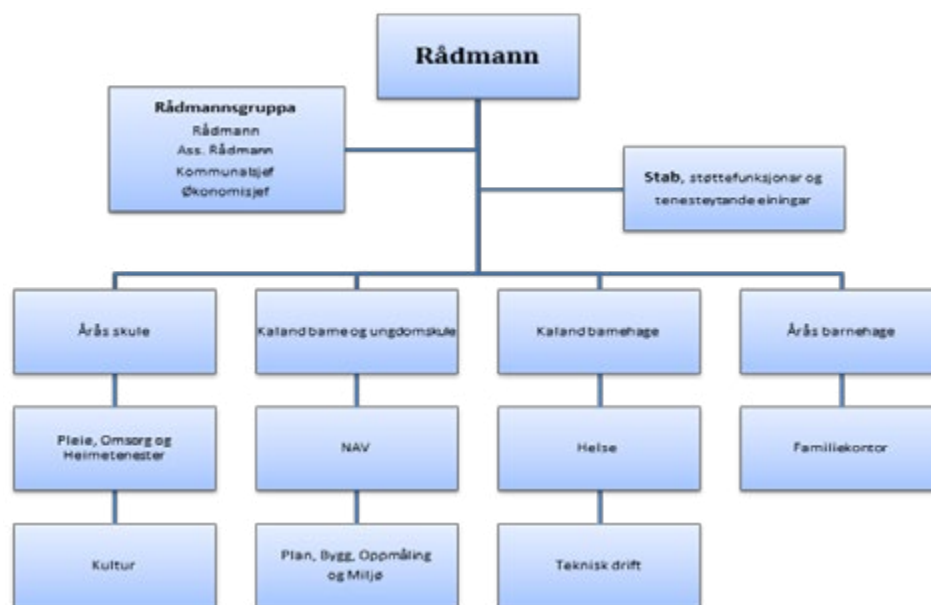 Rådmann
Rådmannsgruppa
Rådmann
Ass. Rådmann
Kommunalsjef
Økonomisjef
Stab, støttefunksjonar og
tenesteytande einingar
Årås skule
Kaland barne og ungdomskule
Kaland barnehage
Årås barnehage
Pleie, Omsorg og
Heimetenester
NAV
Helse
Familiekontor
Kultur
Plan, Bygg, Oppmåling
og Miljø
Teknisk drift